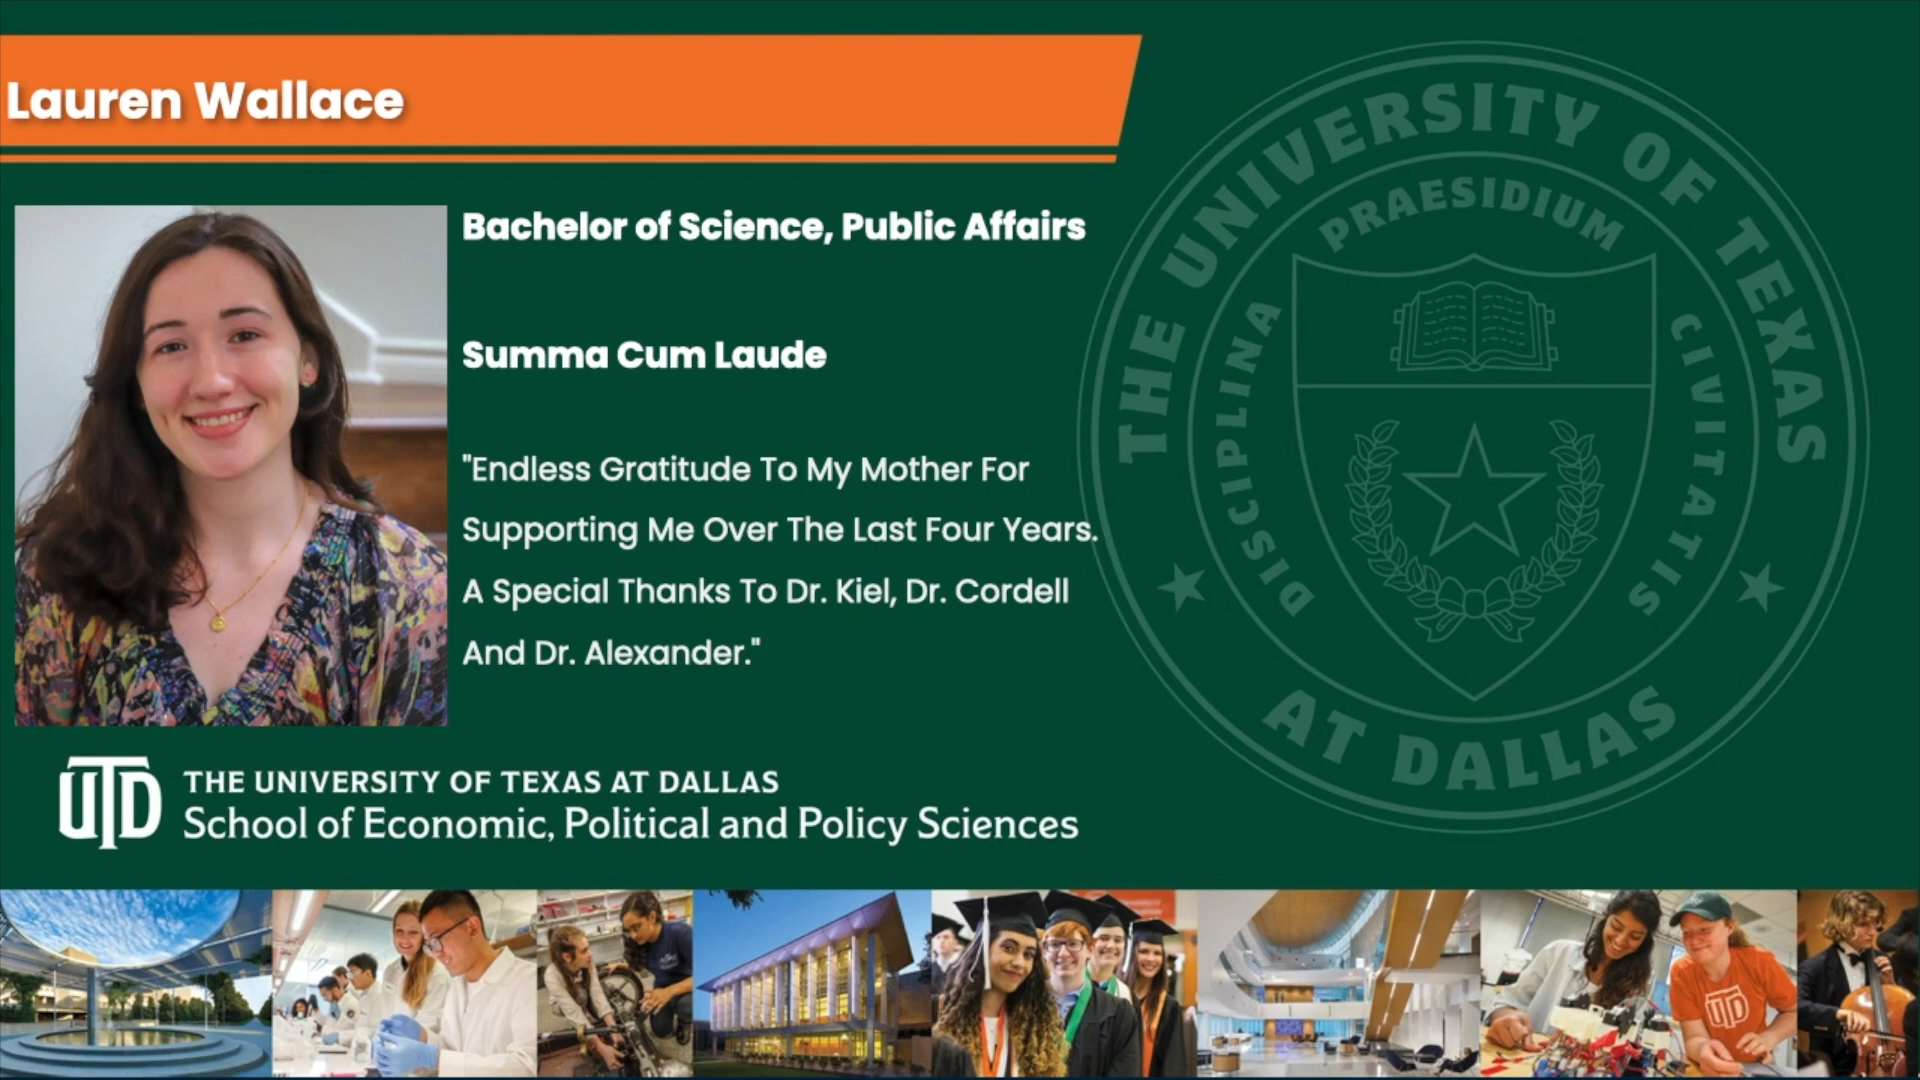 Lauren Wallace
Bachelor of Science, Public Affairs
Summa Cum Laude
"Endless Gratitude To My Mother For
Supporting Me Over The Last Four Years.
A Special Thanks To Dr. Kiel, Dr. Cordell
And Dr. Alexander."
THE UNIVERSITY OF TEXAS
AT DALLAS
DISCIPLINA PRAESIDIUM CIVITATIS
UTD
THE UNIVERSITY OF TEXAS AT DALLAS
School of Economic, Political and Policy Sciences
UTD